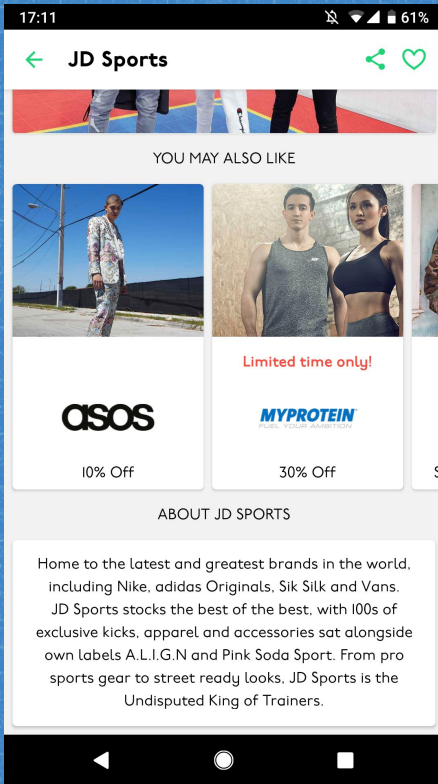 17:11
61%
JD Sports
YOU MAY ALSO LIKE
Limited time only!
asos
MYPROTEIN
FUEL YOUR AMBITION
10% Off
30% Off
S
ABOUT JD SPORTS
Home to the latest and greatest brands in the world,
including Nike, adidas Originals, Sik Silk and Vans.
JD Sports stocks the best of the best, with 100s of
exclusive kicks, apparel and accessories sat alongside
own labels A.L.I.G.N and Pink Soda Sport. From pro
sports gear to street ready looks, JD Sports is the
Undisputed King of Trainers.